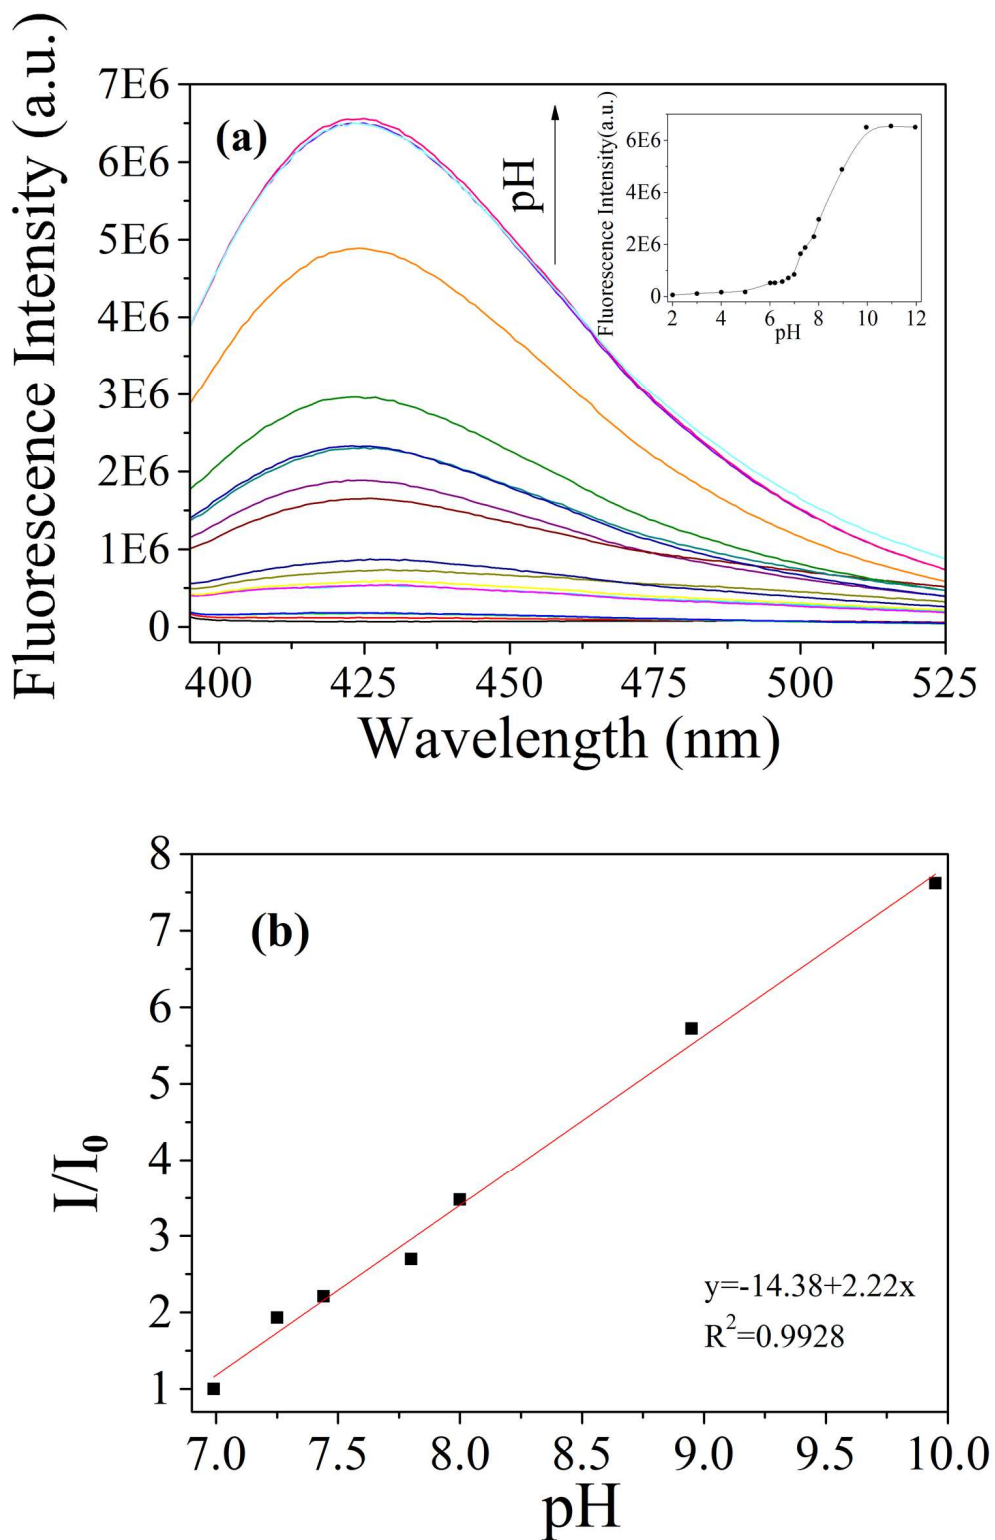 (a)
Fluorescence Intensity (a.u.)
7E6
6E6
5E6
4E6
3E6
2E6
1E6
0
400 425 450 475 500 525
Wavelength (nm)
pH
Fluorescence Intensity(a.u.)
6E6
4E6
2E6
0
2 4 6 8 10 12
pH
(b)
I/I₀
8
7
6
5
4
3
2
1
7.0 7.5 8.0 8.5 9.0 9.5 10.0
pH
y=-14.38+2.22x
R²=0.9928